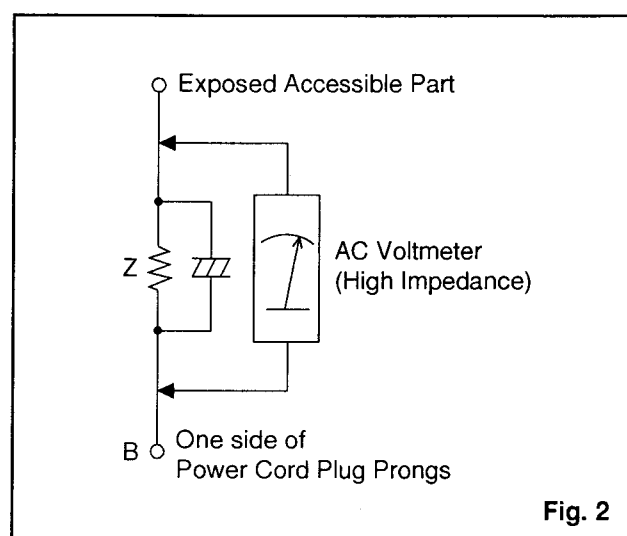 Exposed Accessible Part
Z
AC Voltmeter
(High Impedance)
B
One side of
Power Cord Plug Prongs
Fig. 2